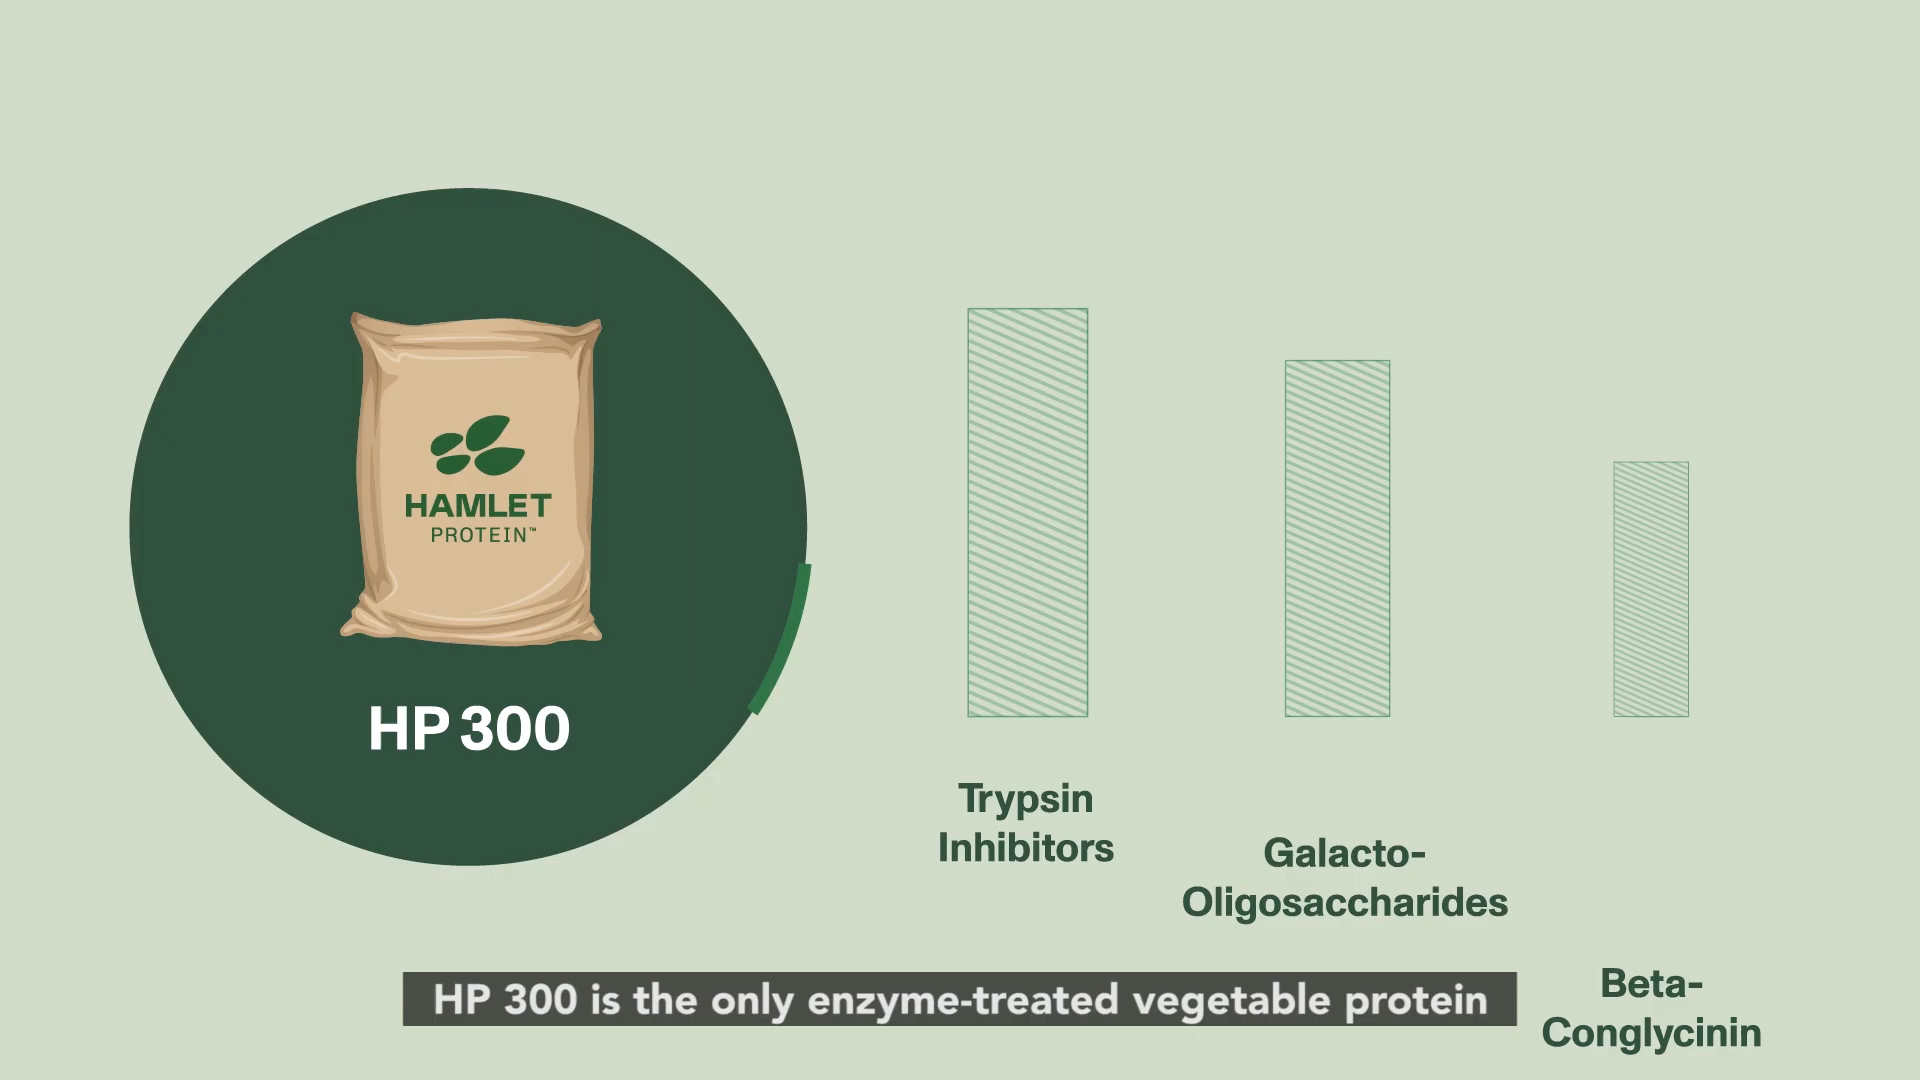 HAMLET
PROTEIN™
HP 300
Trypsin
Inhibitors
Galacto-
Oligosaccharides
Beta-
Conglycinin
HP 300 is the only enzyme-treated vegetable protein